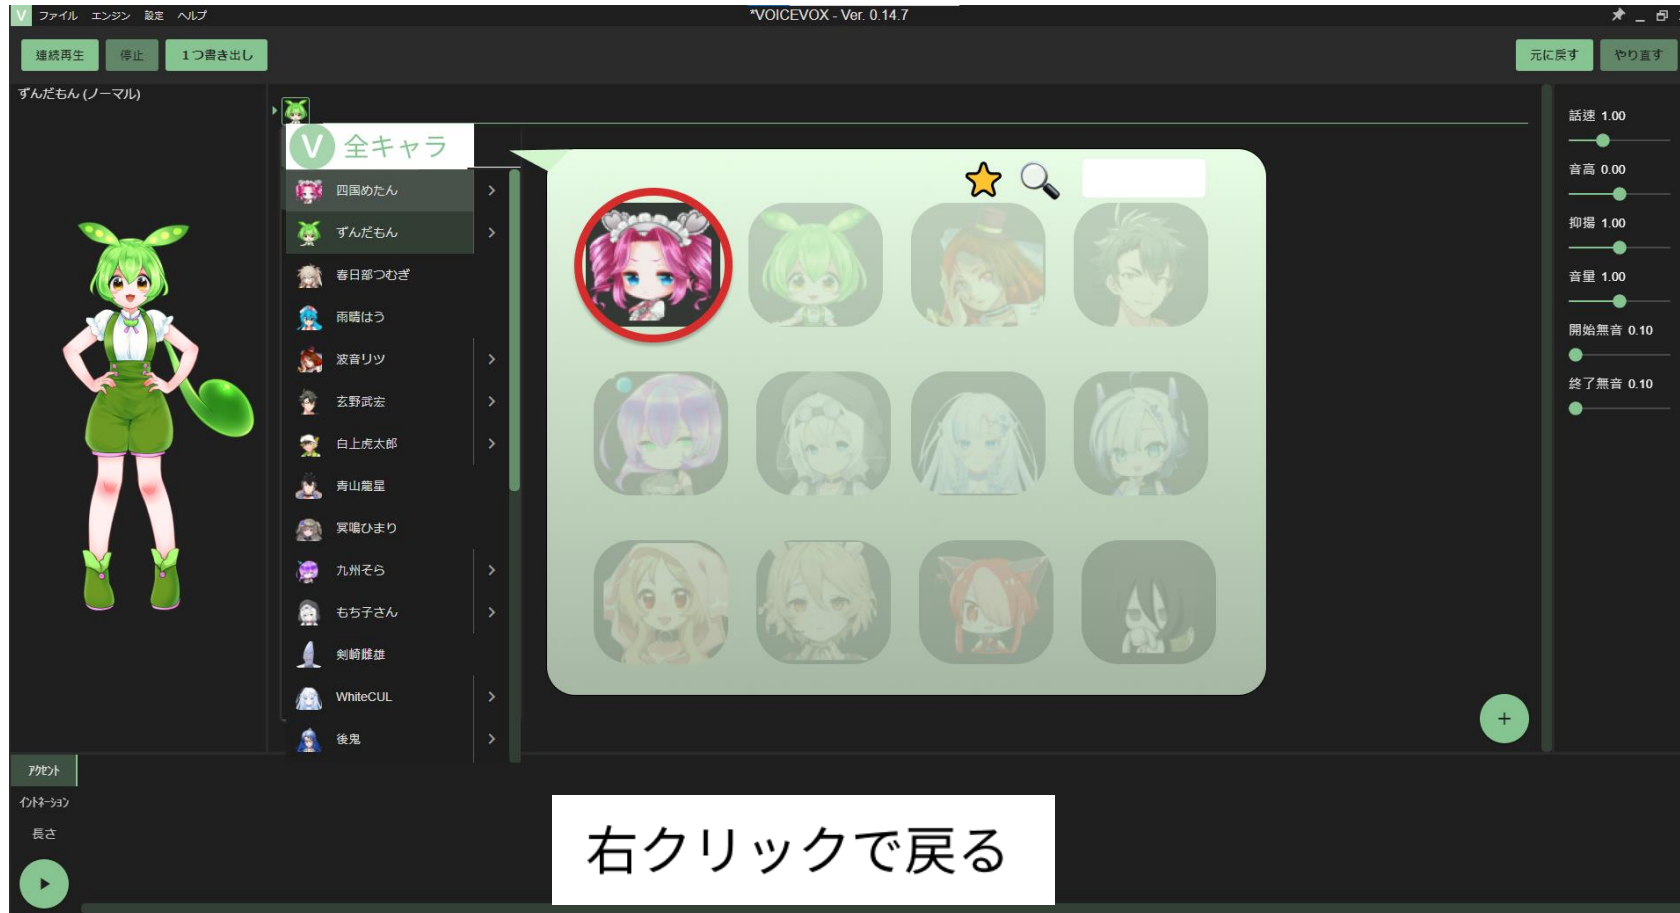 V ファイル エンジン 設定 ヘルプ
*VOICEVOX - Ver. 0.14.7
連続再生 停止 1つ書き出し
元に戻す やり直す
ずんだもん (ノーマル)
V 全キャラ
四国めたん
ずんだもん
春日部つむぎ
雨晴はう
波音リツ
玄野武宏
白上虎太郎
青山龍星
冥鳴ひまり
九州そら
もち子さん
剣崎雌雄
WhiteCUL
後鬼
話速 1.00
音高 0.00
抑揚 1.00
音量 1.00
開始無音 0.10
終了無音 0.10
アクセント
イントネーション
長さ
右クリックで戻る